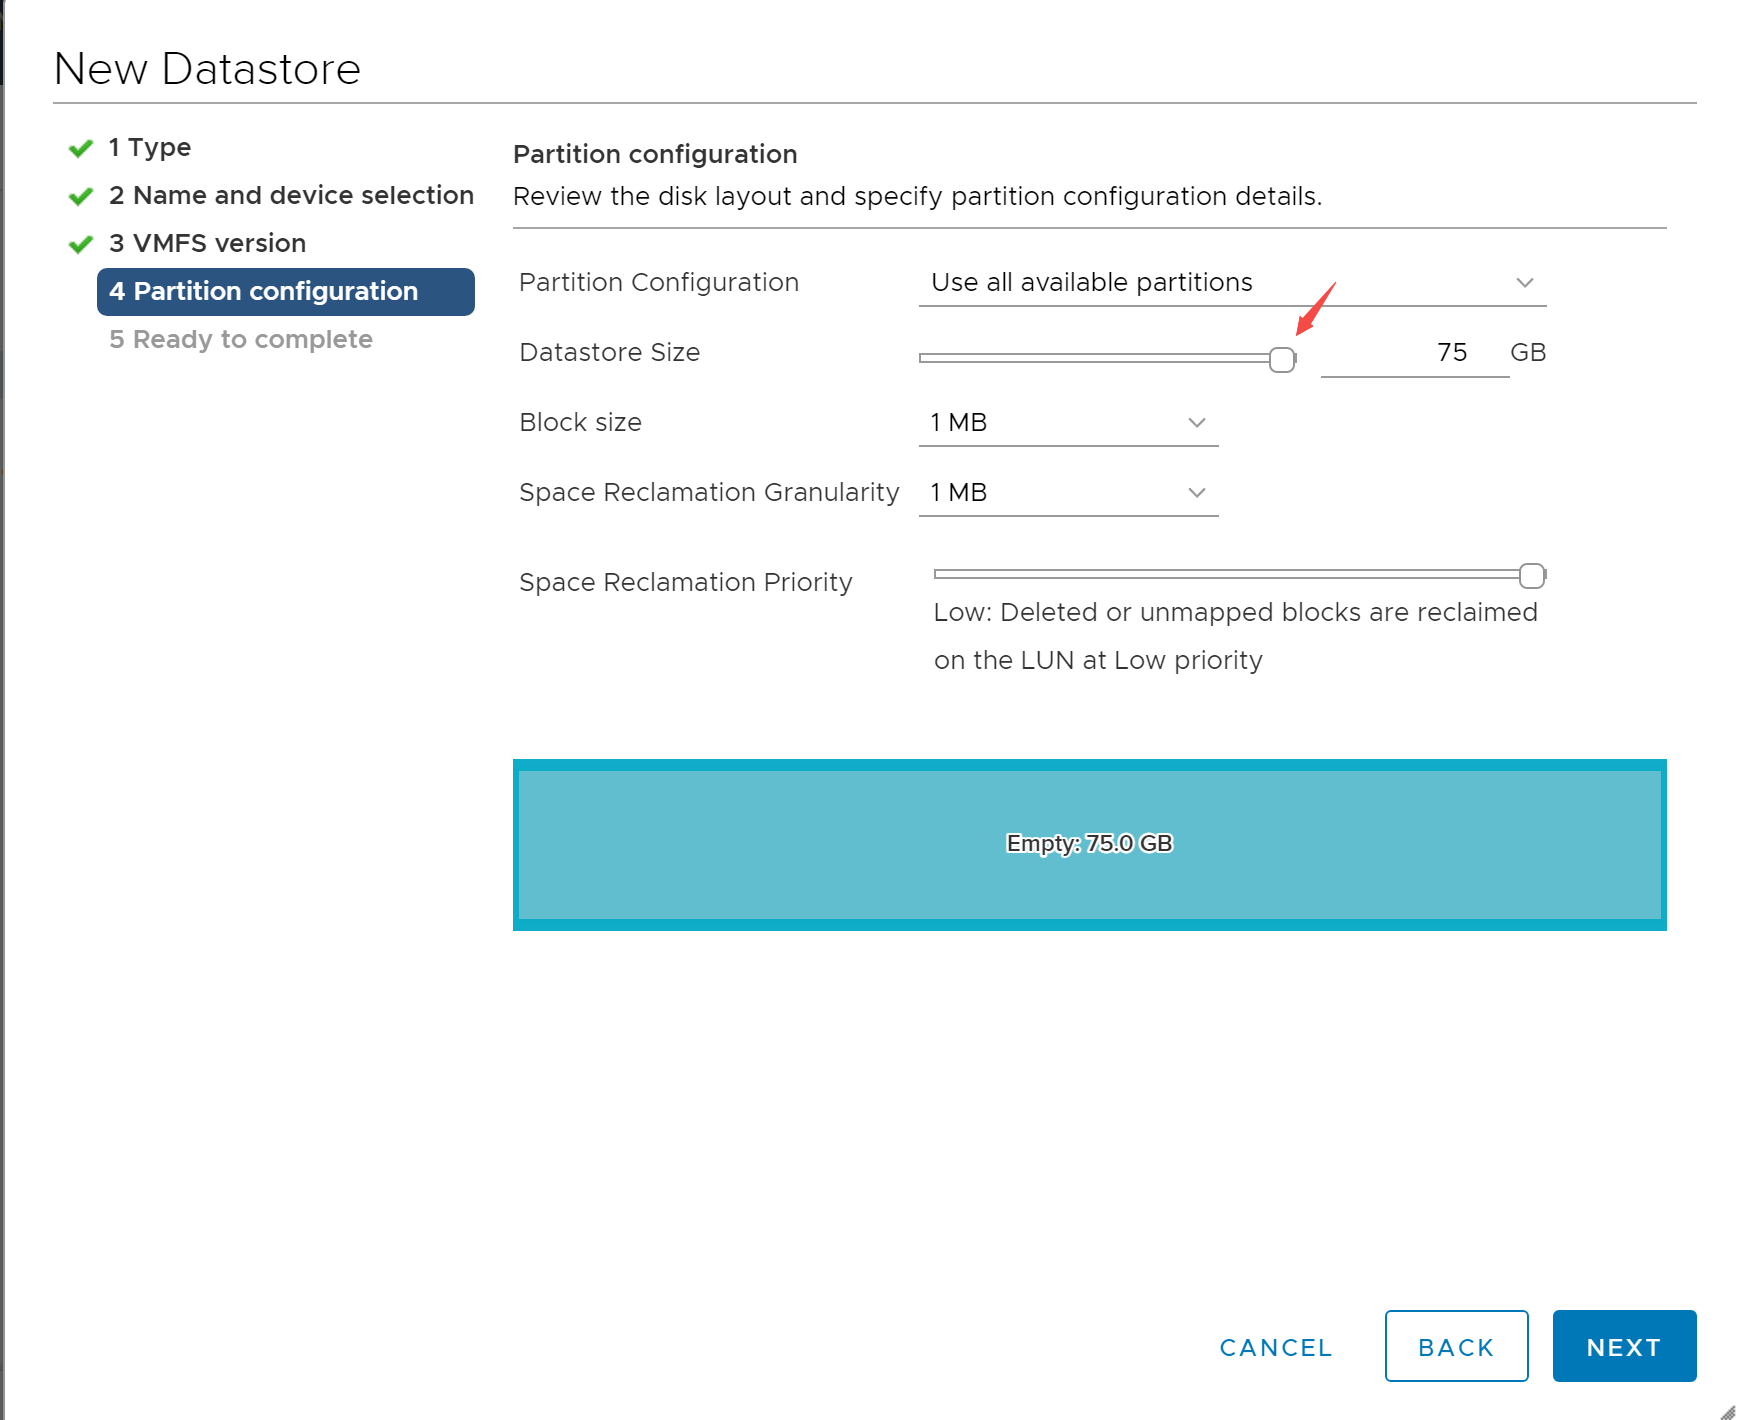 New Datastore
1 Type
2 Name and device selection
3 VMFS version
4 Partition configuration
5 Ready to complete
Partition configuration
Review the disk layout and specify partition configuration details.
Partition Configuration
Use all available partitions
Datastore Size
75 GB
Block size
1 MB
Space Reclamation Granularity
1 MB
Space Reclamation Priority
Low: Deleted or unmapped blocks are reclaimed
on the LUN at Low priority
Empty: 75.0 GB
CANCEL
BACK
NEXT